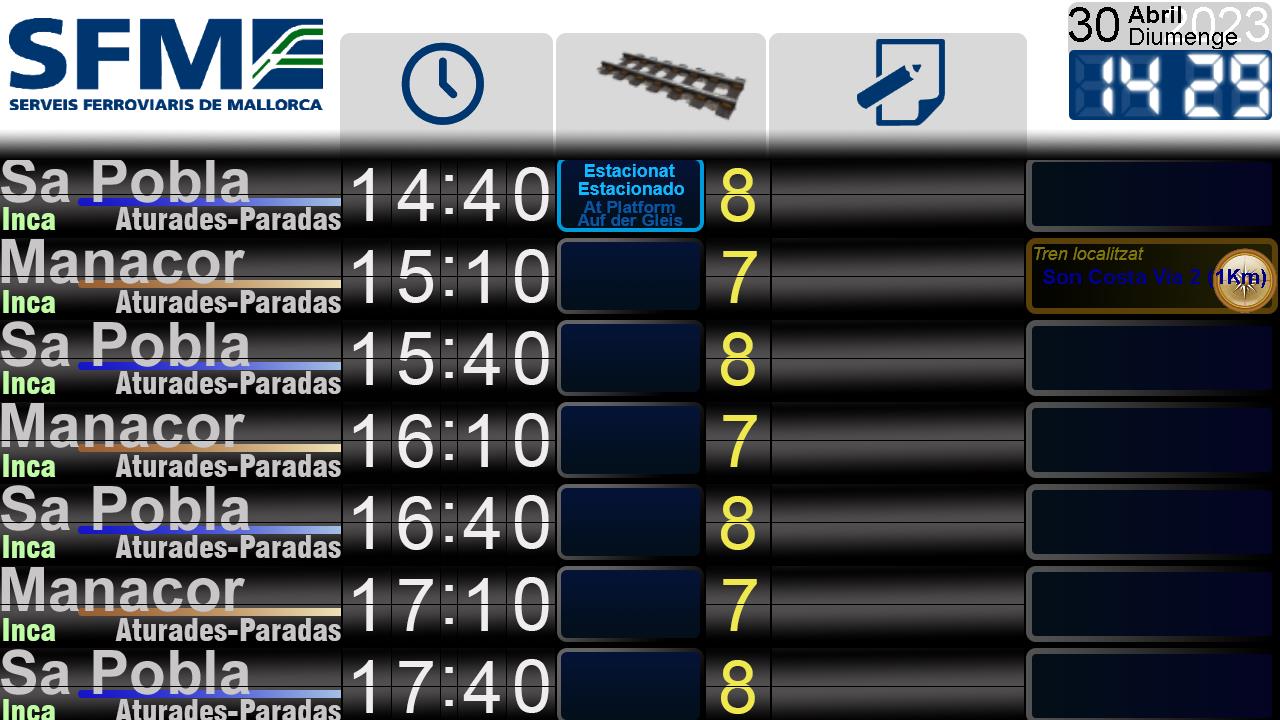 SFM
SERVEIS FERROVIARIS DE MALLORCA
30 Abril 2023
Diumenge
14 29
Sa Pobla 14:40 Estacionat 8
Estacionado
At Platform
Auf der Gleis
Inca Aturades-Paradas
Manacor 15:10 7 Tren localitzat
Son Costa Via 2 (1Km)
Inca Aturades-Paradas
Sa Pobla 15:40 8
Inca Aturades-Paradas
Manacor 16:10 7
Inca Aturades-Paradas
Sa Pobla 16:40 8
Inca Aturades-Paradas
Manacor 17:10 7
Inca Aturades-Paradas
Sa Pobla 17:40 8
Inca Aturades-Paradas